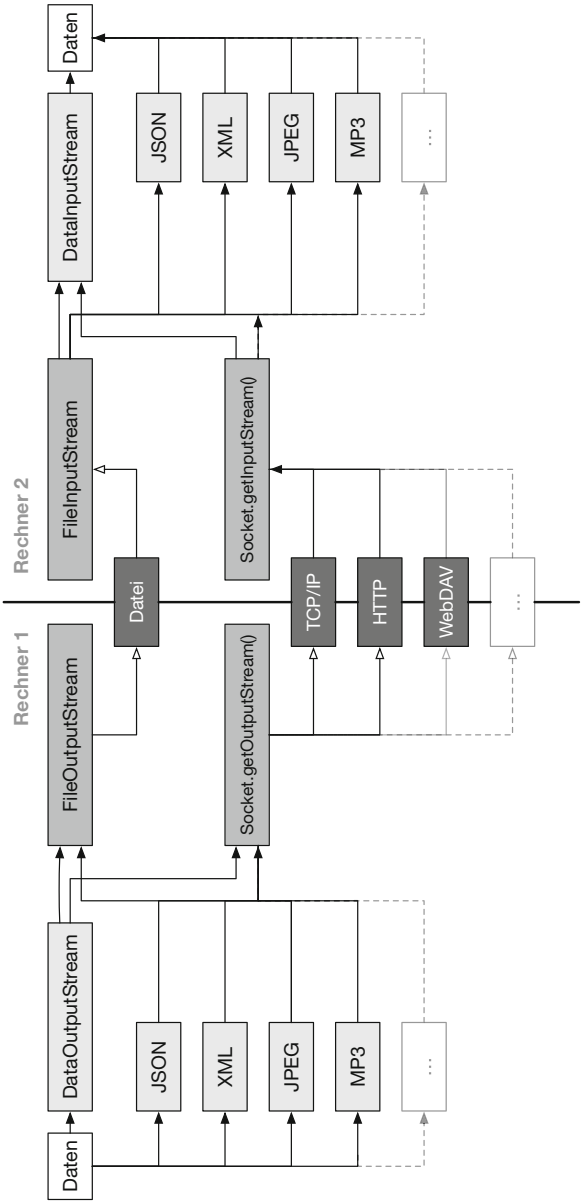 Rechner 1
Rechner 2
Daten
DataOutputStream
FileOutputStream
Datei
FileInputStream
DataInputStream
Daten
JSON
XML
JPEG
MP3
...
Socket.getOutputStream()
TCP/IP
HTTP
WebDAV
...
Socket.getInputStream()
JSON
XML
JPEG
MP3
...